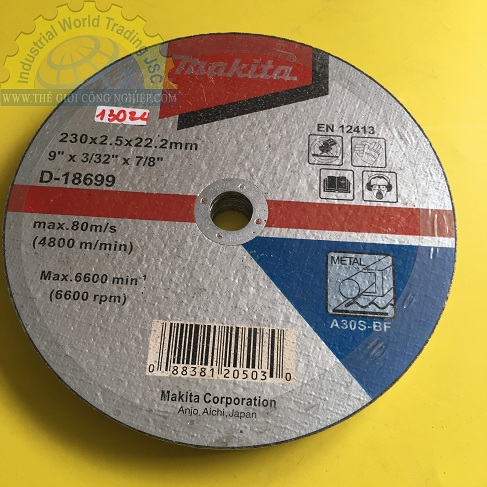 Industrial World Trading JSC
WWW.THẾ GIỚI CÔNG NGHIỆP.COM
Makita
13024
230x2.5x22.2mm
9" x 3/32" x 7/8"
D-18699
EN 12413
max.80m/s
(4800 m/min)
Max.6600 min⁻¹
(6600 rpm)
METAL
A30S-BF
0 88381 20503 0
Makita Corporation
Anjo, Aichi, Japan